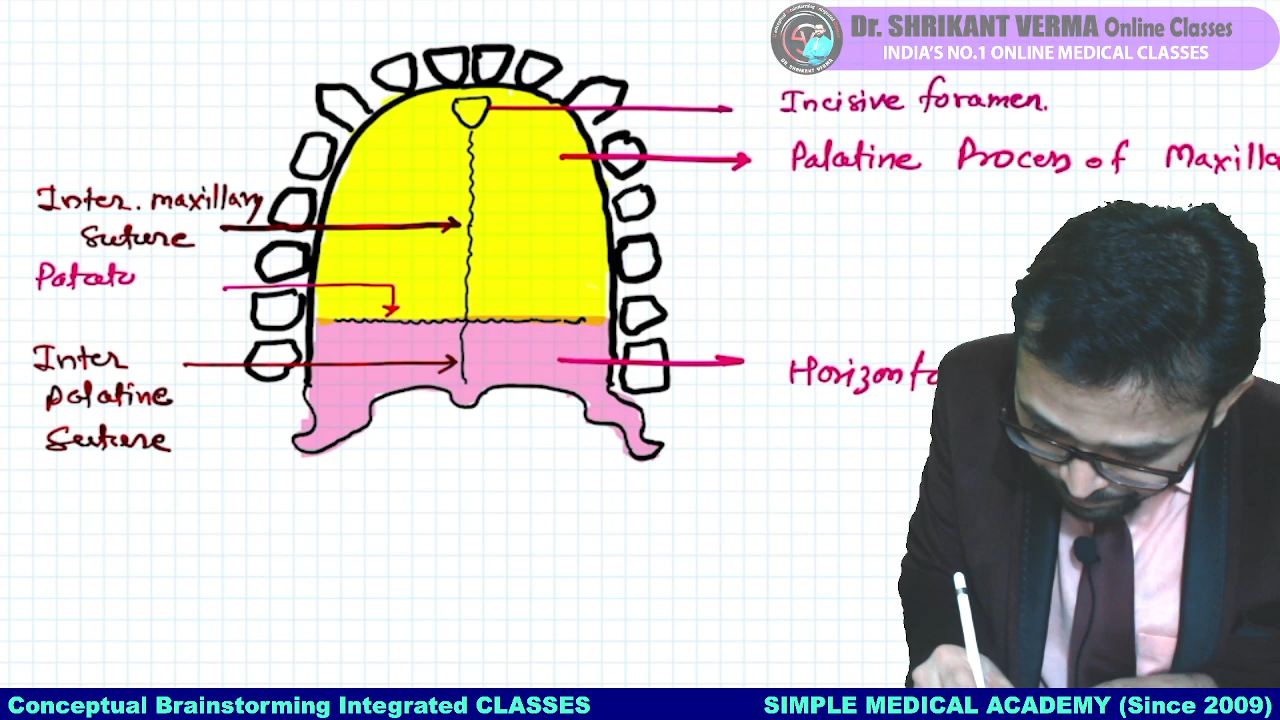 Dr. SHRIKANT VERMA Online Classes
INDIA'S NO.1 ONLINE MEDICAL CLASSES
Incisive foramen.
Palatine Process of Maxilla
Inter. maxillary
Suture
Palato
Inter
palatine
Suture
Horizonta
Conceptual Brainstorming Integrated CLASSES
SIMPLE MEDICAL ACADEMY (Since 2009)